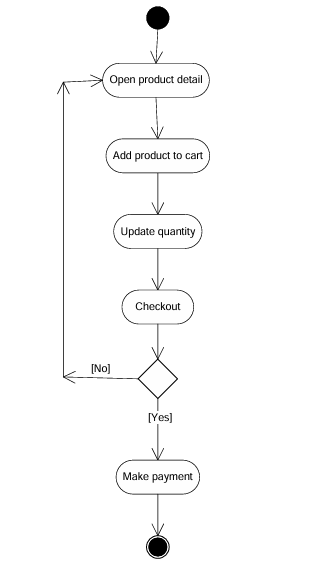 Open product detail
Add product to cart
Update quantity
Checkout
[No]
[Yes]
Make payment